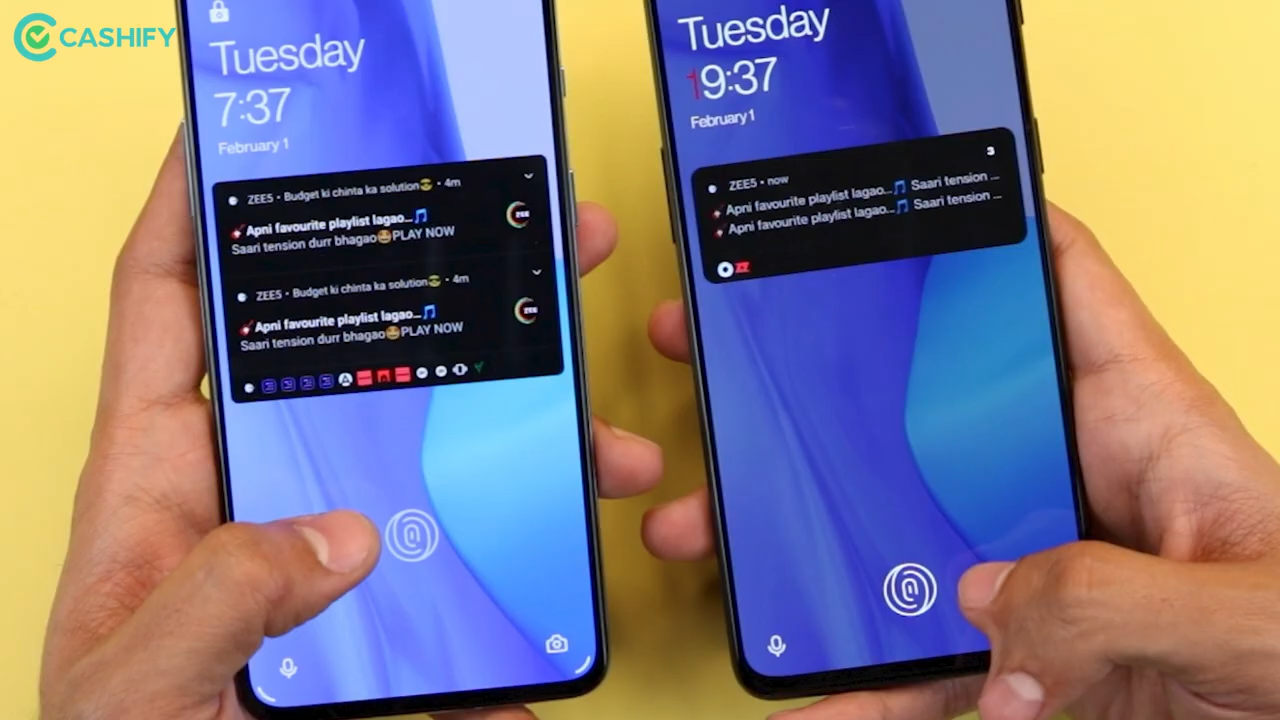 CASHIFY
Tuesday
7:37
February 1
ZEE5 • Budget ki chinta ka solution😎 • 4m
🎸Apni favourite playlist lagao...🎵
Saari tension durr bhagao🤩PLAY NOW
ZEE
ZEE5 • Budget ki chinta ka solution😎 • 4m
🎸Apni favourite playlist lagao...🎵
Saari tension durr bhagao🤩PLAY NOW
ZEE
Tuesday
19:37
February 1
3
ZEE5 • now
🎸Apni favourite playlist lagao...🎵 Saari tension ...
🎸Apni favourite playlist lagao...🎵 Saari tension ...